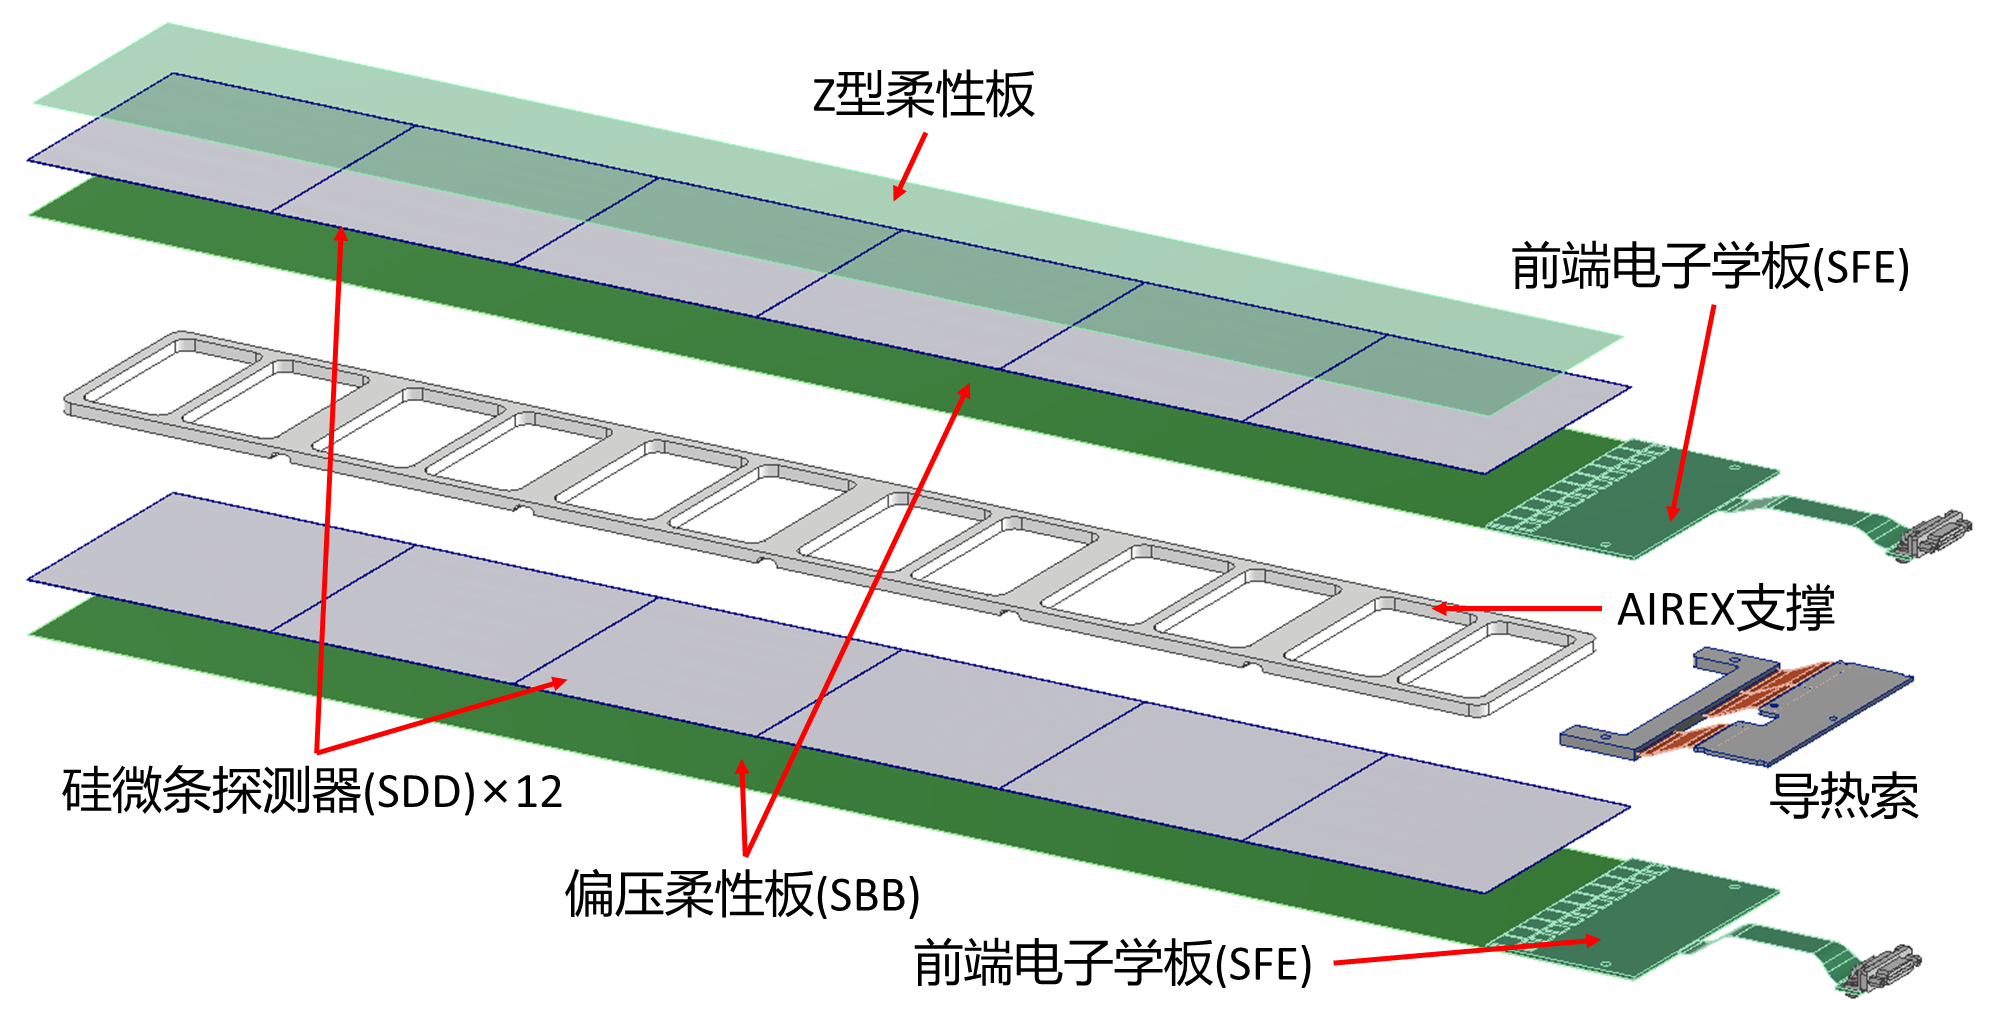 Z型柔性板
前端电子学板(SFE)
AIREX支撑
导热索
硅微条探测器(SDD)×12
偏压柔性板(SBB)
前端电子学板(SFE)